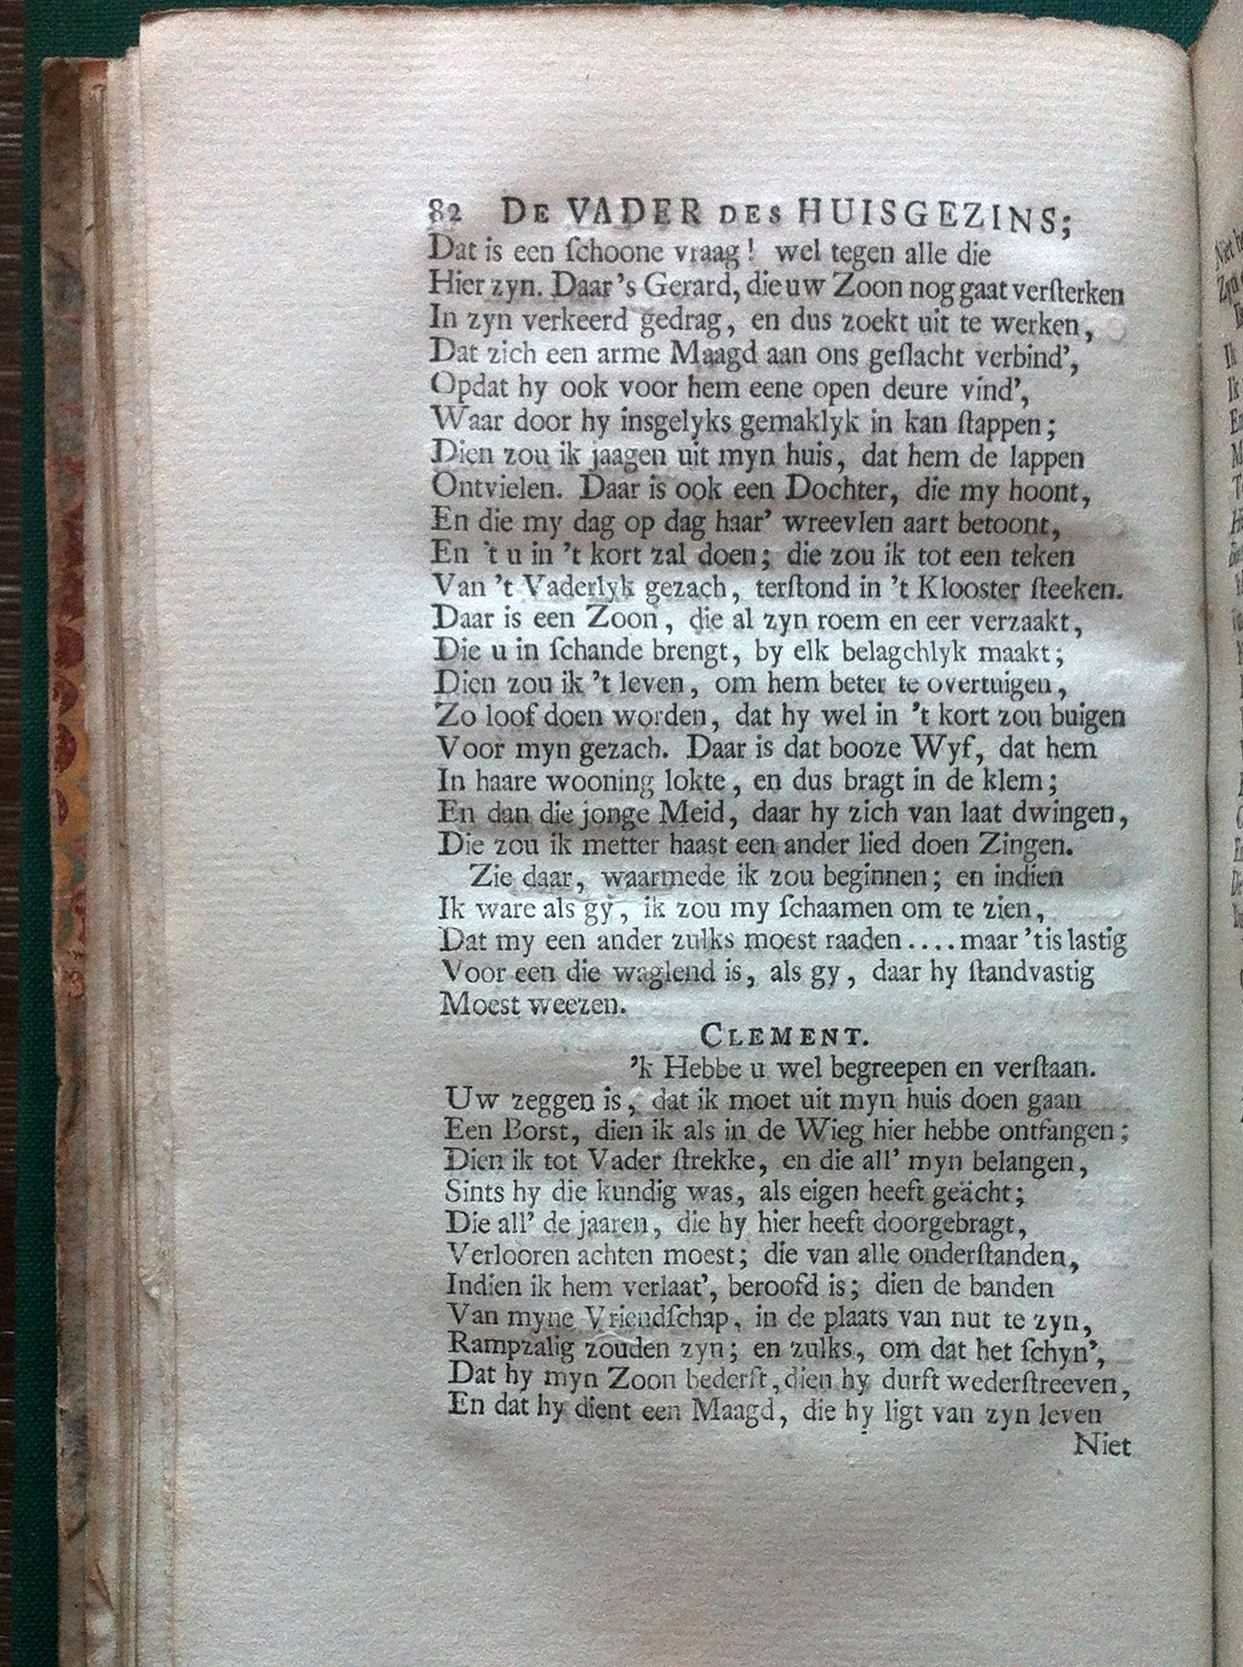 82 DE VADER DES HUISGEZINS;
Dat is een ſchoone vraag! wel tegen alle die
Hier zyn. Daar 's Gerard, die uw Zoon nog gaat verſterken
In zyn verkeerd gedrag, en dus zoekt uit te werken,
Dat zich een arme Maagd aan ons geſlacht verbind',
Opdat hy ook voor hem eene open deure vind',
Waar door hy insgelyks gemaklyk in kan ſtappen;
Dien zou ik jaagen uit myn huis, dat hem de lappen
Ontvielen. Daar is ook een Dochter, die my hoont,
En die my dag op dag haar' wreevlen aart betoont,
En 't u in 't kort zal doen; die zou ik tot een teken
Van 't Vaderlyk gezach, terſtond in 't Klooster ſteeken.
Daar is een Zoon, die al zyn roem en eer verzaakt,
Die u in ſchande brengt, by elk belagchlyk maakt;
Dien zou ik 't leven, om hem beter te overtuigen,
Zo loof doen worden, dat hy wel in 't kort zou buigen
Voor myn gezach. Daar is dat booze Wyf, dat hem
In haare wooning lokte, en dus bragt in de klem;
En dan die jonge Meid, daar hy zich van laat dwingen,
Die zou ik metter haast een ander lied doen Zingen.
Zie daar, waarmede ik zou beginnen; en indien
Ik ware als gy, ik zou my ſchaamen om te zien,
Dat my een ander zulks moest raaden.... maar 't is lastig
Voor een die waglend is, als gy, daar hy ſtandvastig
Moest weezen.
CLEMENT.
'k Hebbe u wel begreepen en verſtaan.
Uw zeggen is, dat ik moet uit myn huis doen gaan
Een Borst, dien ik als in de Wieg hier hebbe ontfangen;
Dien ik tot Vader ſtrekke, en die all' myn belangen,
Sints hy die kundig was, als eigen heeft geächt;
Die all' de jaaren, die hy hier heeft doorgebragt,
Verlooren achten moest; die van alle onderſtanden,
Indien ik hem verlaat', beroofd is; dien de banden
Van myne Vriendſchap, in de plaats van nut te zyn,
Rampzalig zouden zyn; en zulks, om dat het ſchyn',
Dat hy myn Zoon bederft, dien hy durft wederſtreeven,
En dat hy dient een Maagd, die hy ligt van zyn leven
Niet